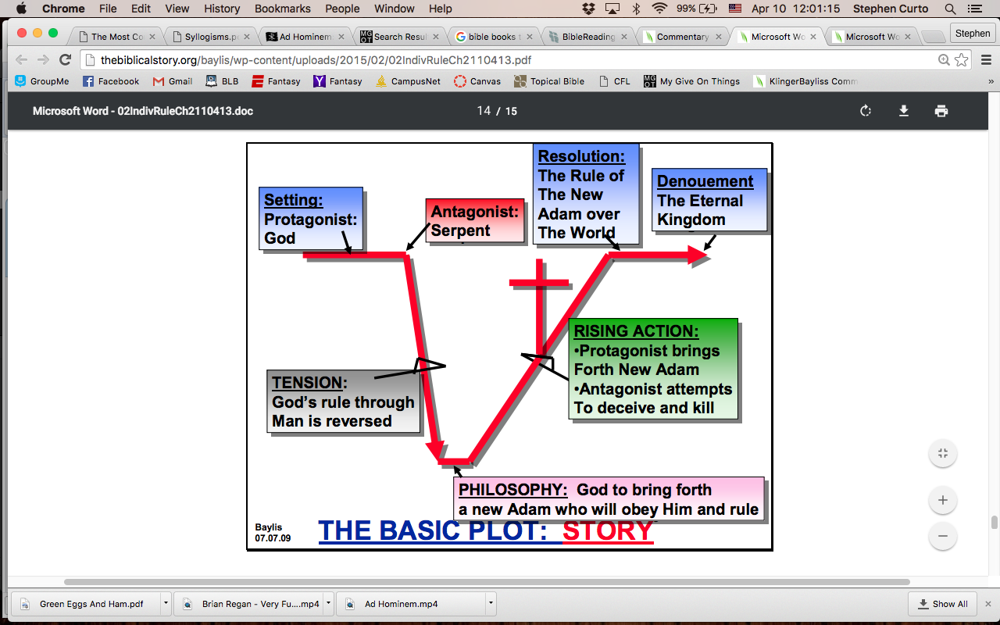 Chrome File Edit View History Bookmarks People Window Help 99% Apr 10 12:01:15 Stephen Curto
The Most Co Syllogisms.p Ad Hominem: Search Resul bible books t BibleReading Commentary Microsoft Wo Microsoft Wo Stephen
thebiblicalstory.org/baylis/wp-content/uploads/2015/02/02IndivRuleCh2110413.pdf
GroupMe Facebook Gmail BLB Fantasy Fantasy CampusNet Canvas Topical Bible CFL MGOT My Give On Things KlingerBayliss Comm »
Microsoft Word - 02IndivRuleCh2110413.doc 14 / 15
Setting:
Protagonist:
God
Antagonist:
Serpent
Resolution:
The Rule of
The New
Adam over
The World
Denouement
The Eternal
Kingdom
TENSION:
God's rule through
Man is reversed
RISING ACTION:
•Protagonist brings
Forth New Adam
•Antagonist attempts
To deceive and kill
PHILOSOPHY: God to bring forth
a new Adam who will obey Him and rule
Baylis
07.07.09
THE BASIC PLOT: STORY
Green Eggs And Ham.pdf Brian Regan - Very Fu....mp4 Ad Hominem.mp4 Show All